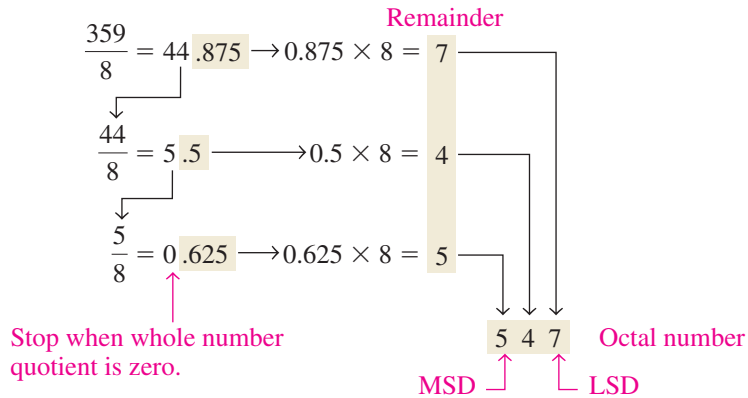 Remainder
359/8 = 44 .875 → 0.875 × 8 = 7
44/8 = 5 .5 → 0.5 × 8 = 4
5/8 = 0 .625 → 0.625 × 8 = 5
Stop when whole number
quotient is zero.
5 4 7 Octal number
MSD LSD